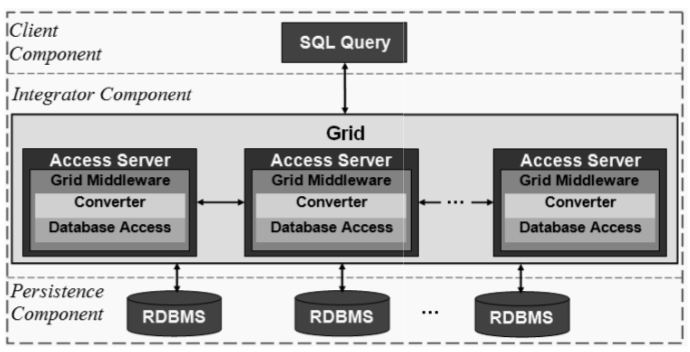 Client
Component
SQL Query
Integrator Component
Grid
Access Server
Grid Middleware
Converter
Database Access
Access Server
Grid Middleware
Converter
Database Access
...
Access Server
Grid Middleware
Converter
Database Access
Persistence
Component
RDBMS
RDBMS
...
RDBMS